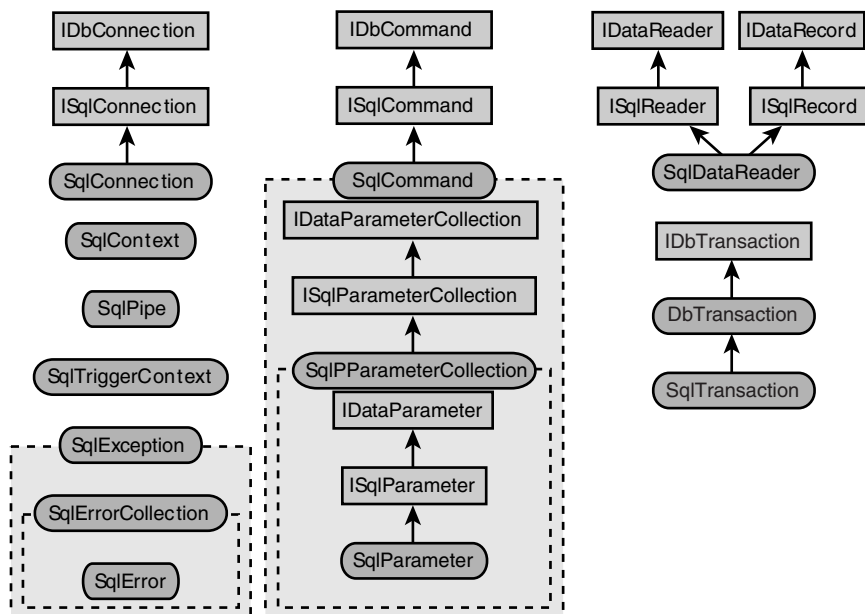 IDbConnection
ISqlConnection
SqlConnection
SqlContext
SqlPipe
SqlTriggerContext
SqlException
SqlErrorCollection
SqlError
IDbCommand
ISqlCommand
SqlCommand
IDataParameterCollection
ISqlParameterCollection
SqlPParameterCollection
IDataParameter
ISqlParameter
SqlParameter
IDataReader
IDataRecord
ISqlReader
ISqlRecord
SqlDataReader
IDbTransaction
DbTransaction
SqlTransaction